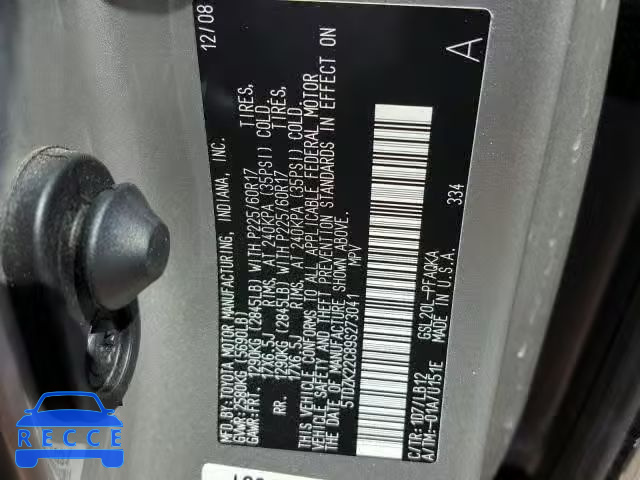 MFD. BY: TOYOTA MOTOR MANUFACTURING, INDIANA, INC. 12/08
GVWR: 2580KG (5690LB)
GAWR: FR. 1290KG (2845LB) WITH P225/60R17 TIRES,
17X6.5J RIMS, AT 240KPA (35PSI) COLD.
RR. 1290KG (2845LB) WITH P225/60R17 TIRES,
17X6.5J RIMS, AT 240KPA (35PSI) COLD.
THIS VEHICLE CONFORMS TO ALL APPLICABLE FEDERAL MOTOR
VEHICLE SAFETY AND THEFT PREVENTION STANDARDS IN EFFECT ON
THE DATE OF MANUFACTURE SHOWN ABOVE.
5TDZK22C89S273041 MPV
A
334
C/TR: 1D7/LB12 GSL20L-PFAQKA
A/TM: -01A/U151E MADE IN U.S.A.
RECCE